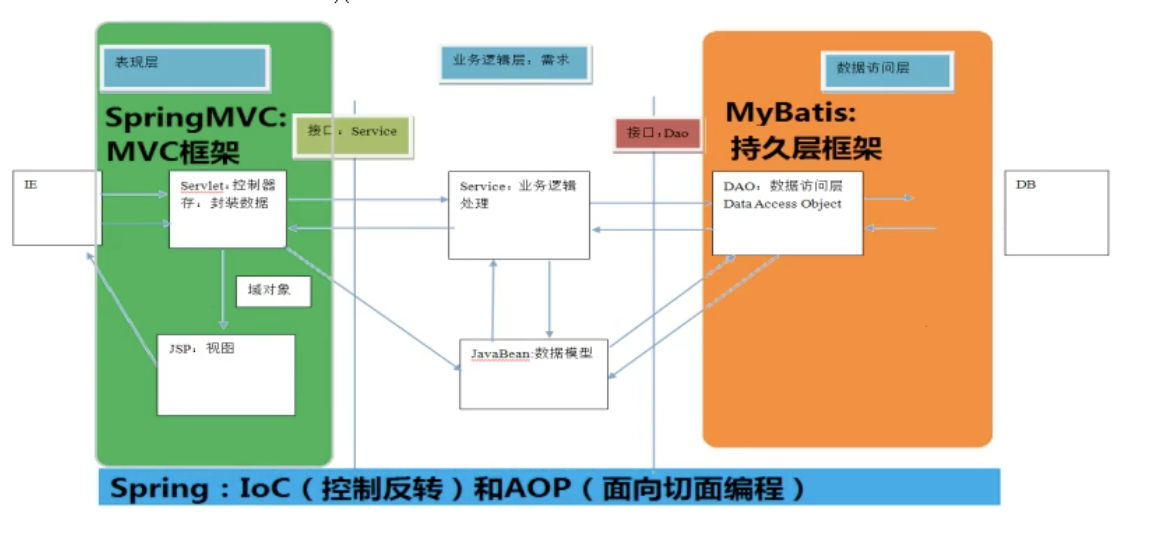 表现层
业务逻辑层：需求
数据访问层
SpringMVC:
MVC框架
接口：Service
接口：Dao
MyBatis:
持久层框架
IE
Servlet：控制器
存：封装数据
Service：业务逻辑
处理
DAO：数据访问层
Data Access Object
DB
域对象
JSP：视图
JavaBean:数据模型
Spring：IoC（控制反转）和AOP（面向切面编程）